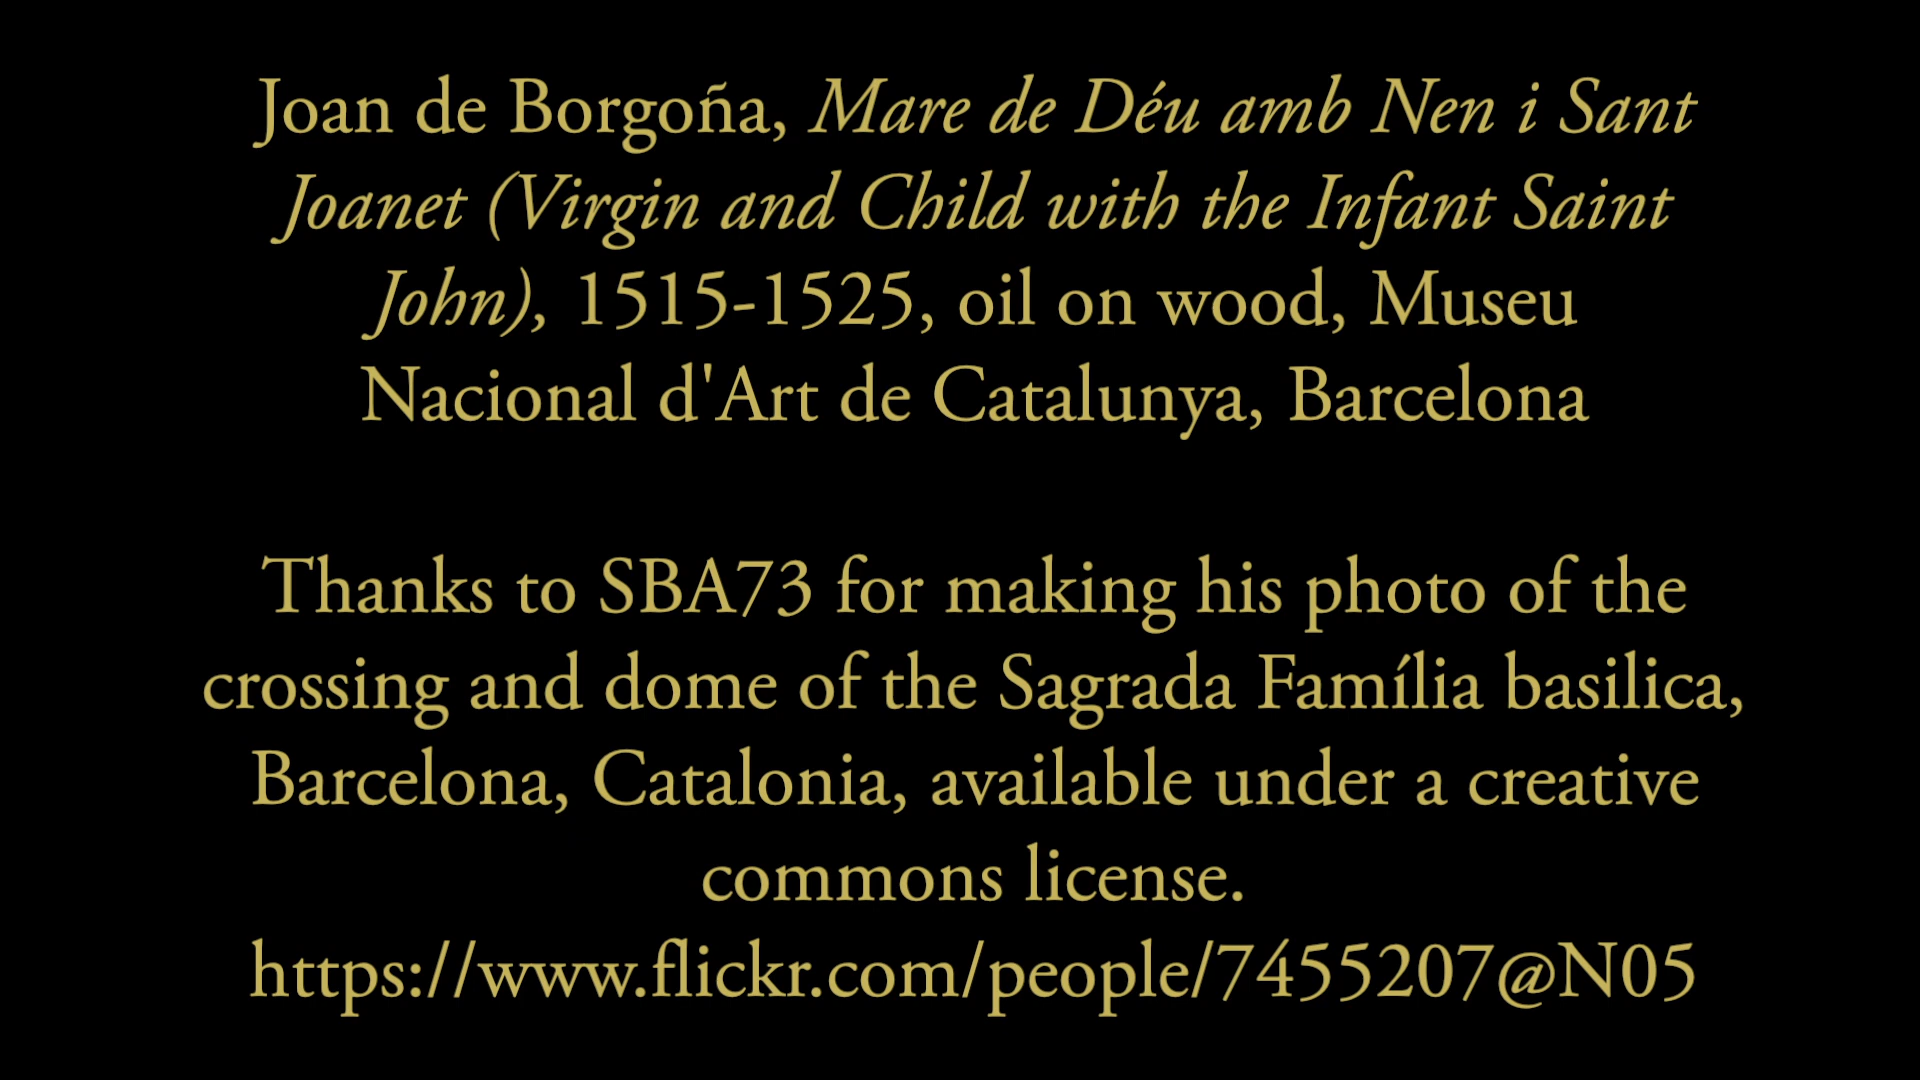 Joan de Borgoña, Mare de Déu amb Nen i Sant
Joanet (Virgin and Child with the Infant Saint
John), 1515-1525, oil on wood, Museu
Nacional d'Art de Catalunya, Barcelona
Thanks to SBA73 for making his photo of the
crossing and dome of the Sagrada Família basilica,
Barcelona, Catalonia, available under a creative
commons license.
https://www.flickr.com/people/7455207@N05